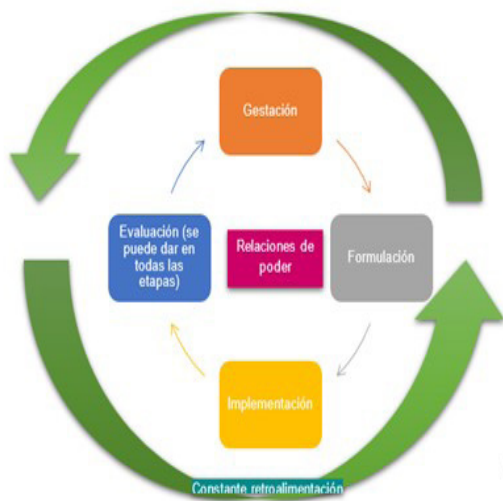 Gestación
Evaluación (se
puede dar en
todas las
etapas)
Relaciones de
poder
Formulación
Implementación
Constante retroalimentación